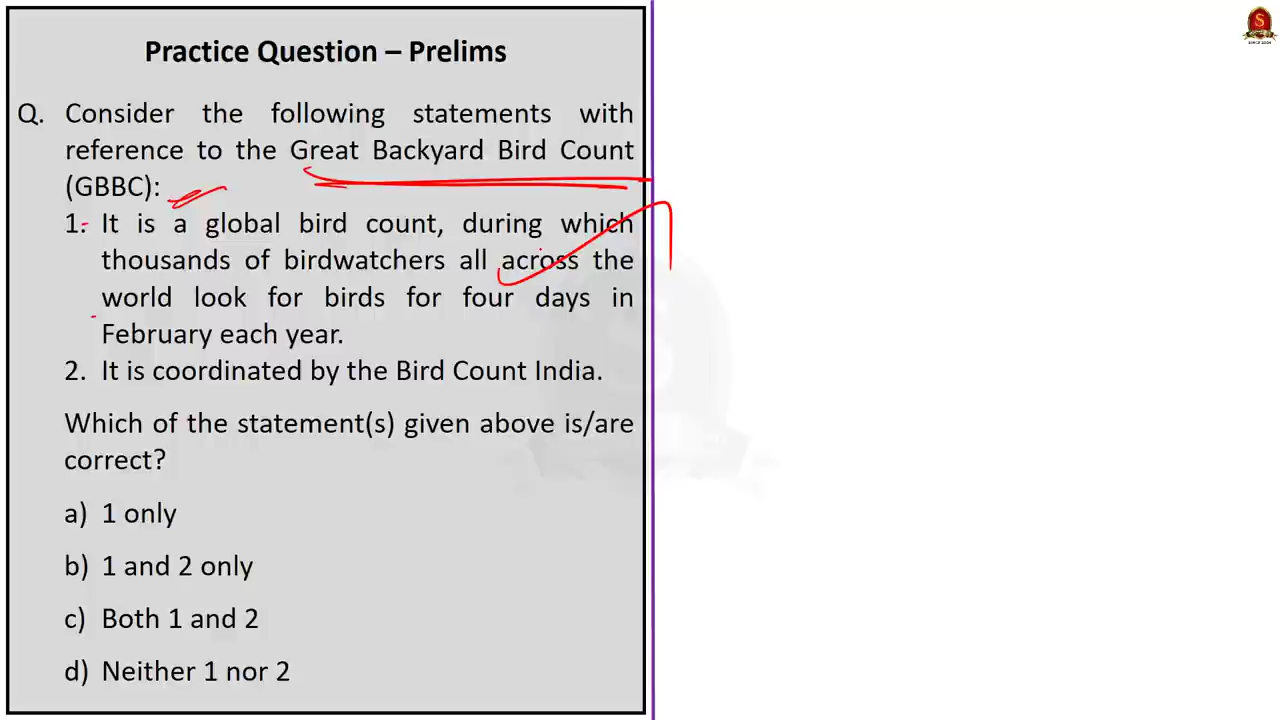 Practice Question – Prelims
Q. Consider the following statements with
reference to the Great Backyard Bird Count
(GBBC):
1. It is a global bird count, during which
thousands of birdwatchers all across the
world look for birds for four days in
February each year.
2. It is coordinated by the Bird Count India.
Which of the statement(s) given above is/are
correct?
a) 1 only
b) 1 and 2 only
c) Both 1 and 2
d) Neither 1 nor 2
S
SINCE 2004